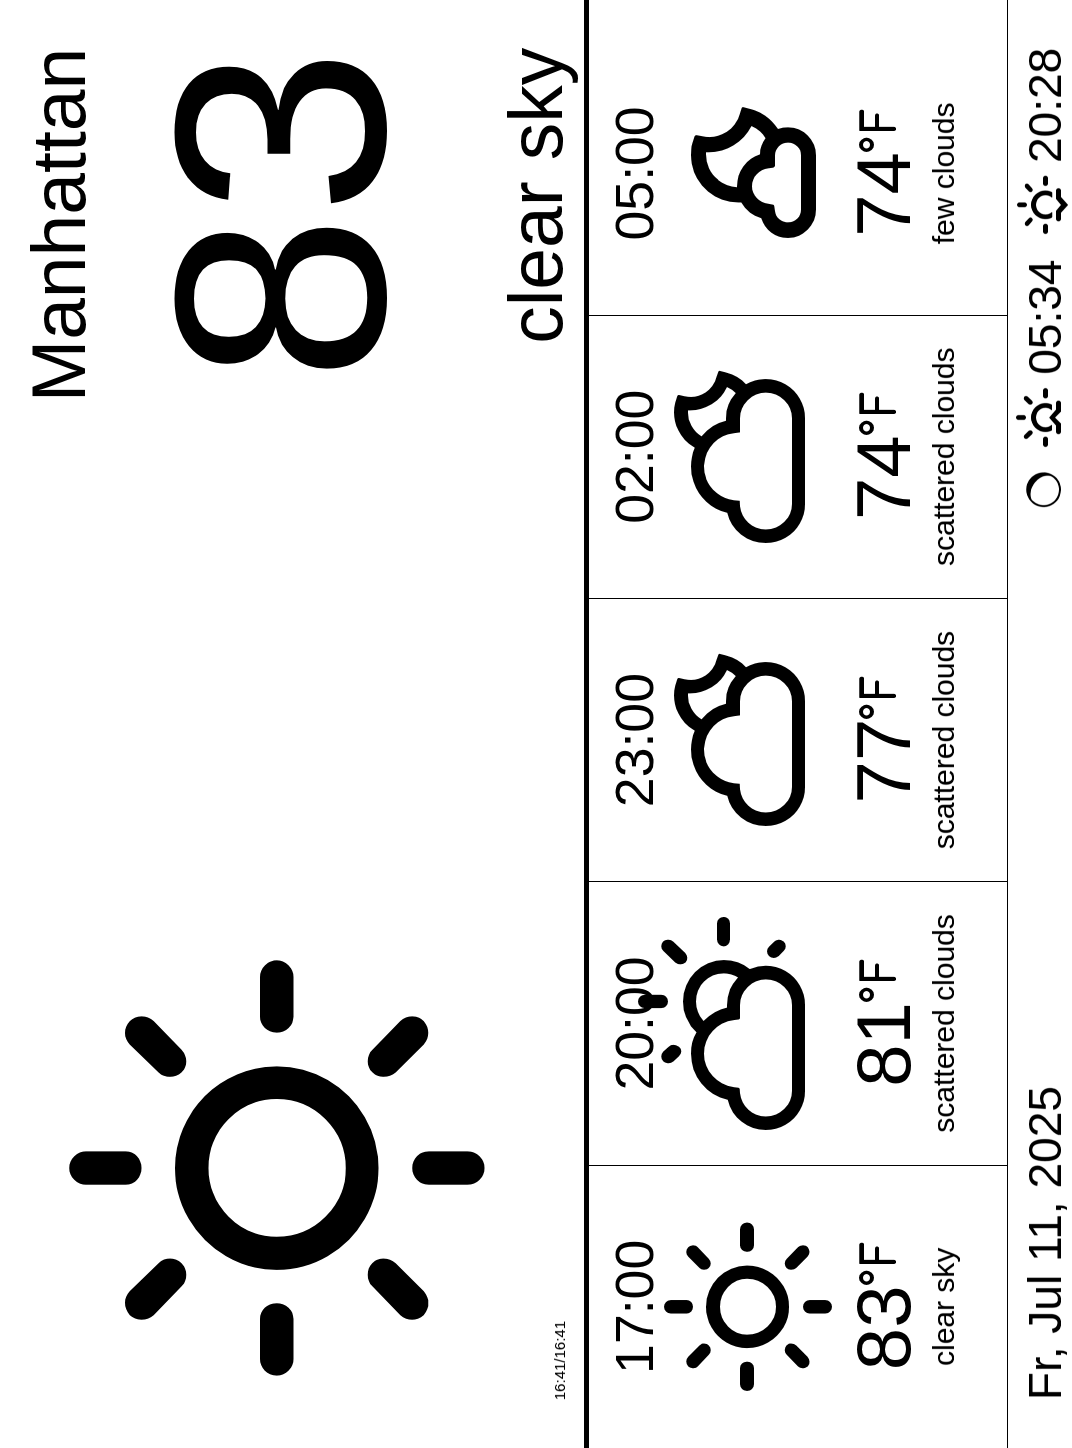 Manhattan
83
clear sky
16:41/16:41
17:00
83°F
clear sky
20:00
81°F
scattered clouds
23:00
77°F
scattered clouds
02:00
74°F
scattered clouds
05:00
74°F
few clouds
Fr, Jul 11, 2025
05:34
20:28